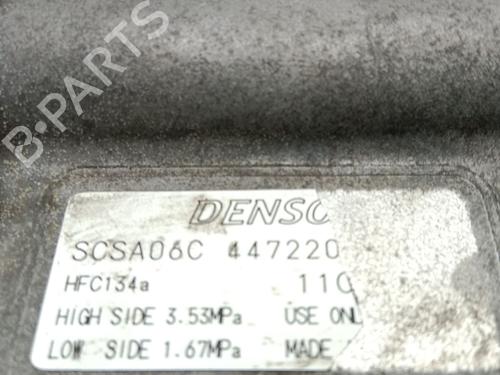 B-PARTS
DENSO
SCSA06C 447220
HFC134a 110
HIGH SIDE 3.53MPa USE ONL
LOW SIDE 1.67MPa MADE